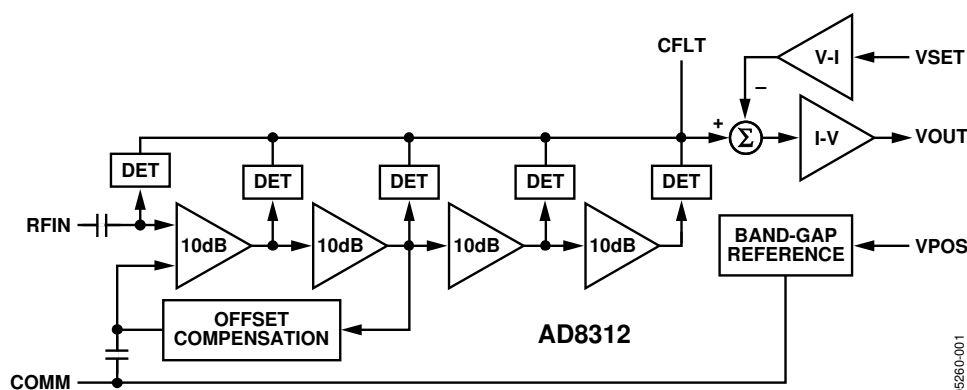 CFLT
V-I
VSET
–
+
Σ
I-V
VOUT
DET
DET
DET
DET
DET
RFIN
10dB
10dB
10dB
10dB
BAND-GAP
REFERENCE
VPOS
OFFSET
COMPENSATION
AD8312
COMM
05260-001